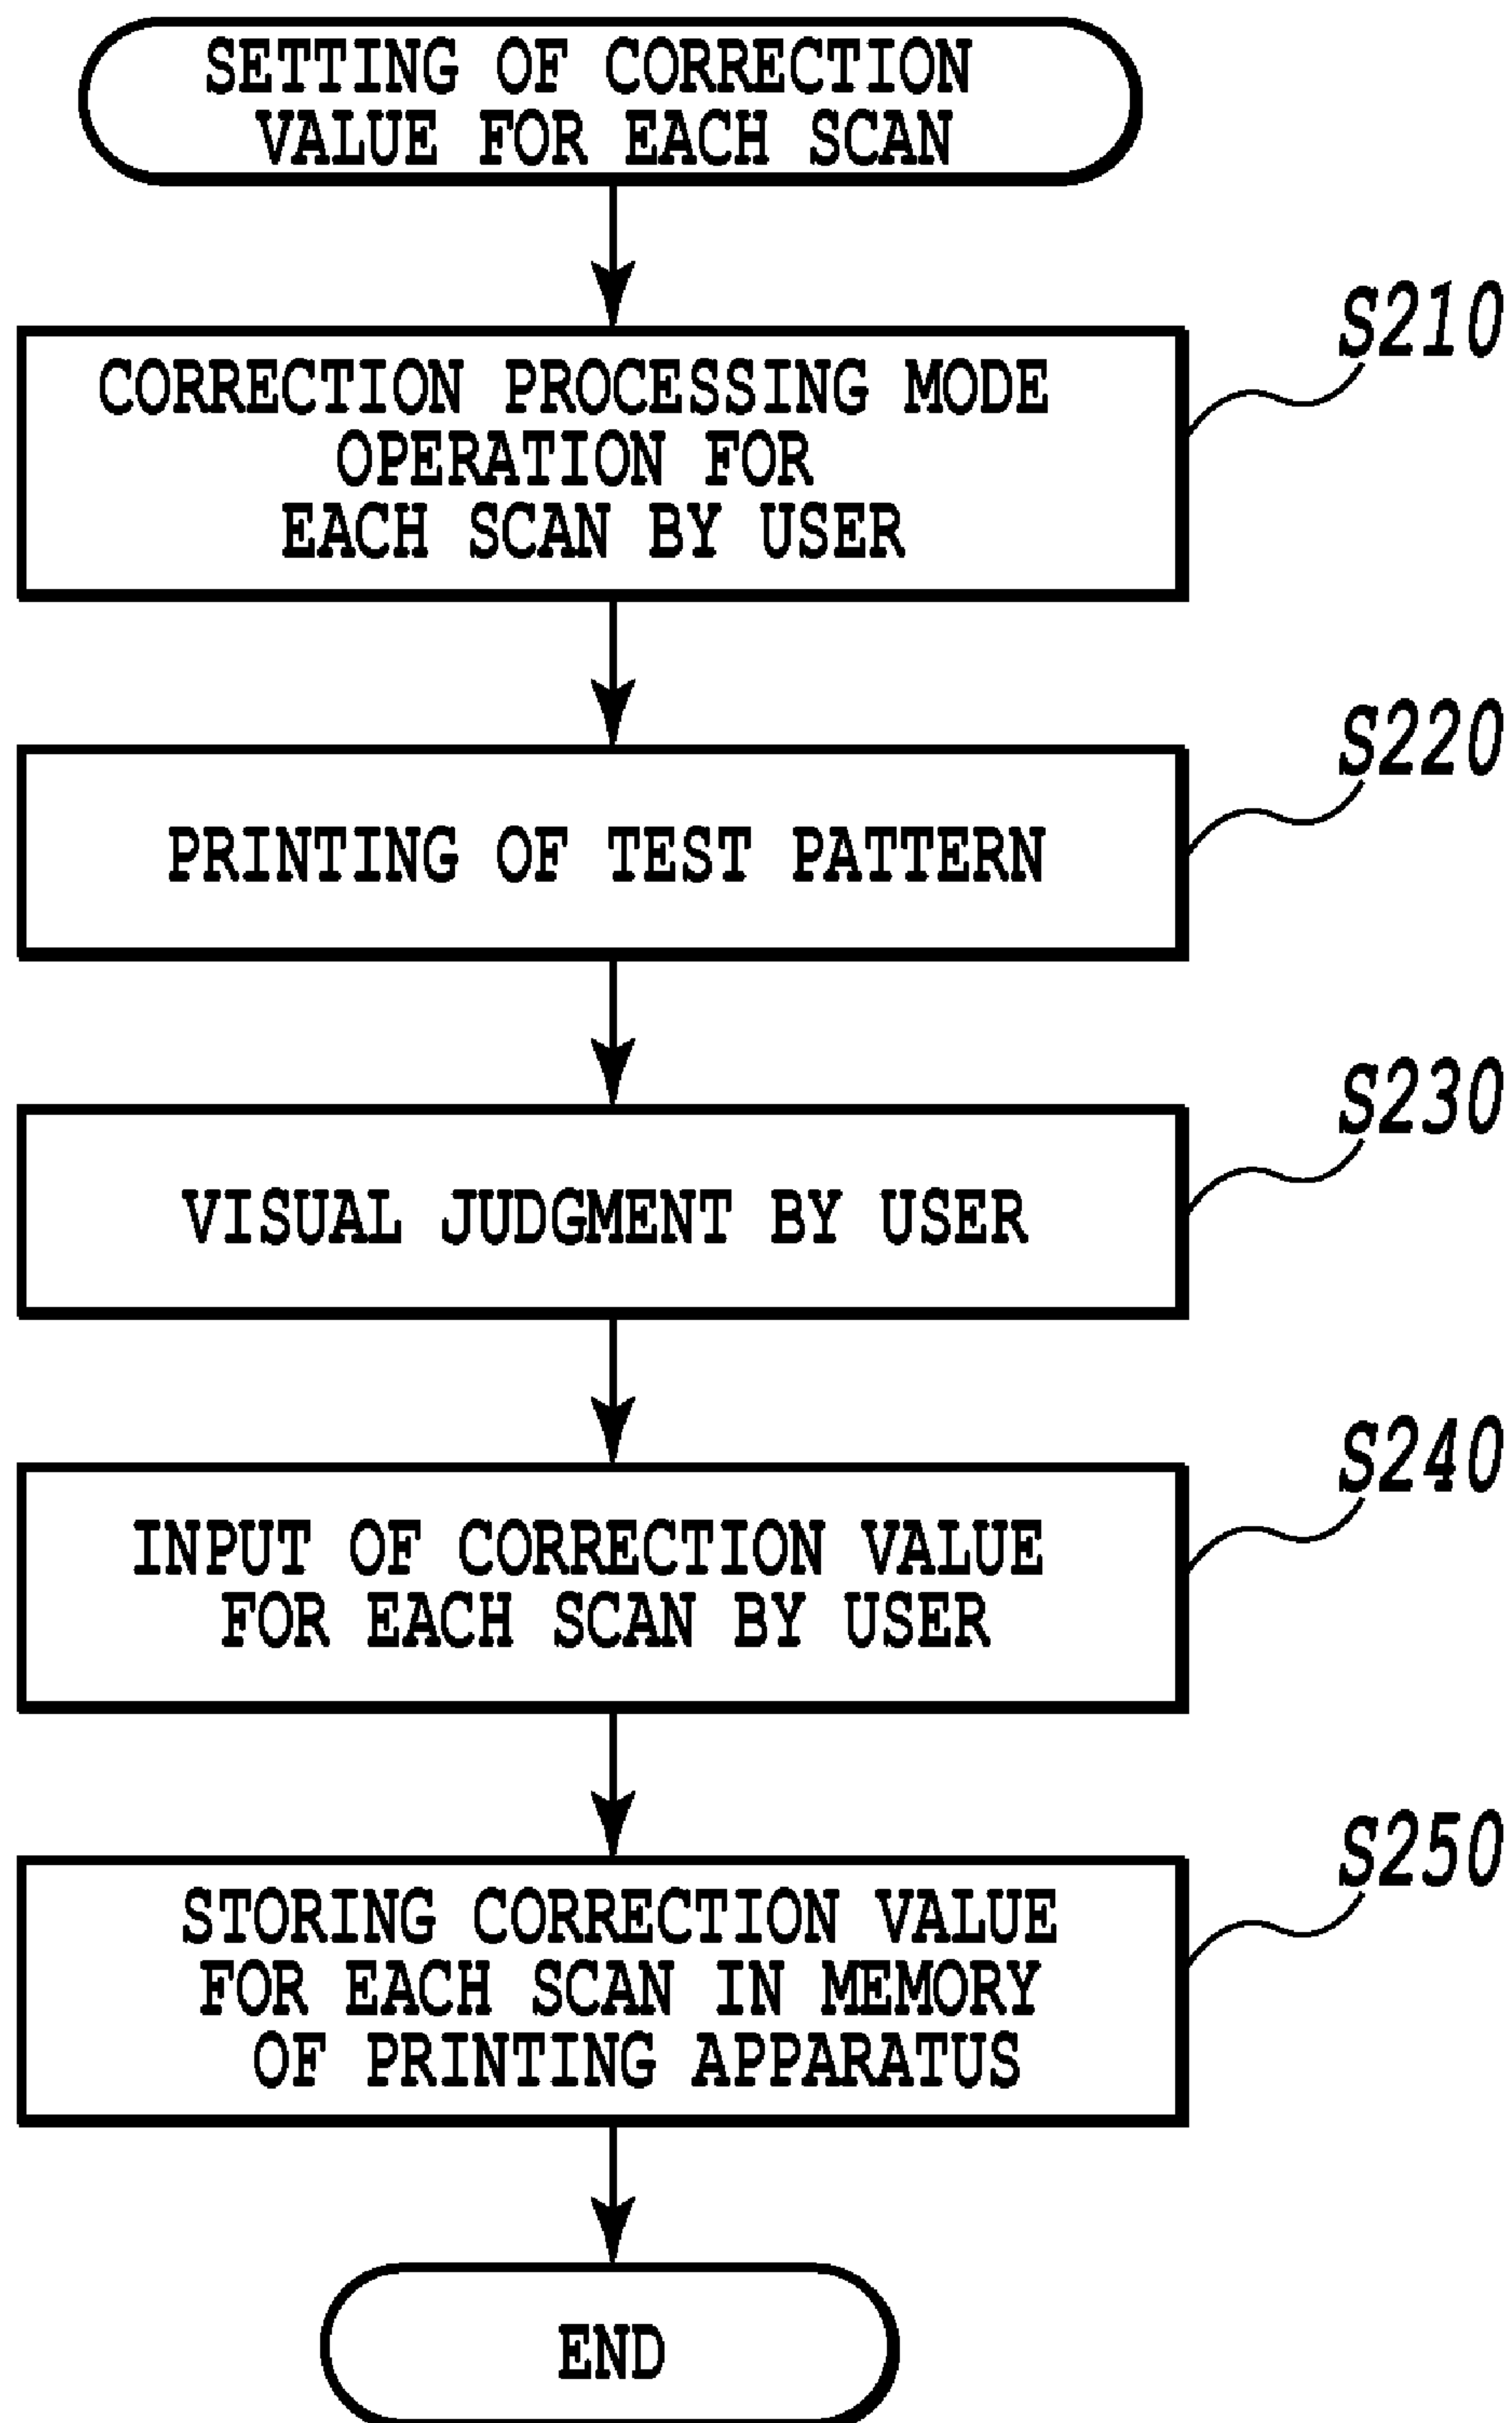 SETTING OF CORRECTION
VALUE FOR EACH SCAN
S210
CORRECTION PROCESSING MODE
OPERATION FOR
EACH SCAN BY USER
S220
PRINTING OF TEST PATTERN
S230
VISUAL JUDGMENT BY USER
S240
INPUT OF CORRECTION VALUE
FOR EACH SCAN BY USER
S250
STORING CORRECTION VALUE
FOR EACH SCAN IN MEMORY
OF PRINTING APPARATUS
END